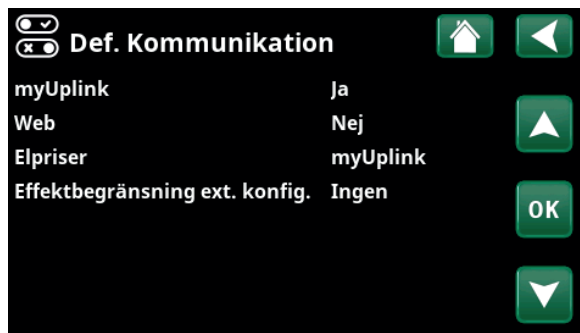 Def. Kommunikation
myUplink Ja
Web Nej
Elpriser myUplink
Effektbegränsning ext. konfig. Ingen
OK